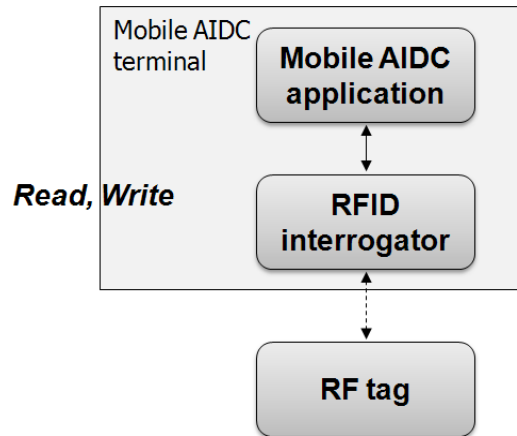 Mobile AIDC
terminal
Mobile AIDC
application
Read, Write
RFID
interrogator
RF tag